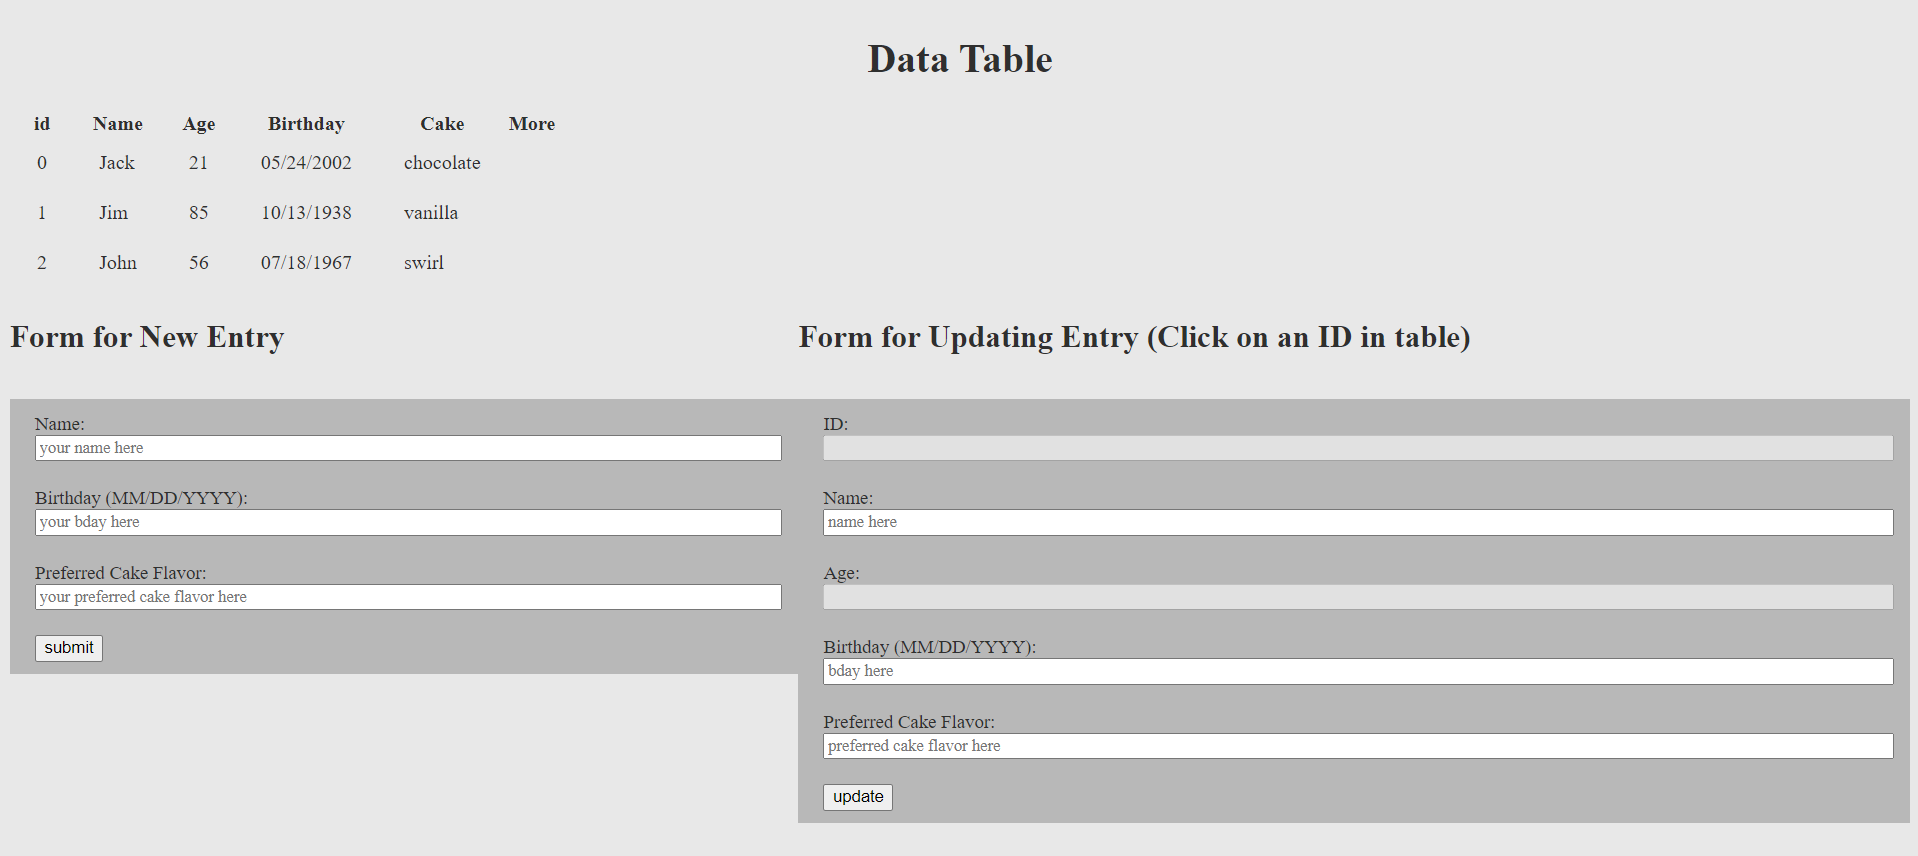 Data Table
id Name Age Birthday Cake More
0 Jack 21 05/24/2002 chocolate
1 Jim 85 10/13/1938 vanilla
2 John 56 07/18/1967 swirl
Form for New Entry
Name:
your name here
Birthday (MM/DD/YYYY):
your bday here
Preferred Cake Flavor:
your preferred cake flavor here
submit
Form for Updating Entry (Click on an ID in table)
ID:
Name:
name here
Age:
Birthday (MM/DD/YYYY):
bday here
Preferred Cake Flavor:
preferred cake flavor here
update